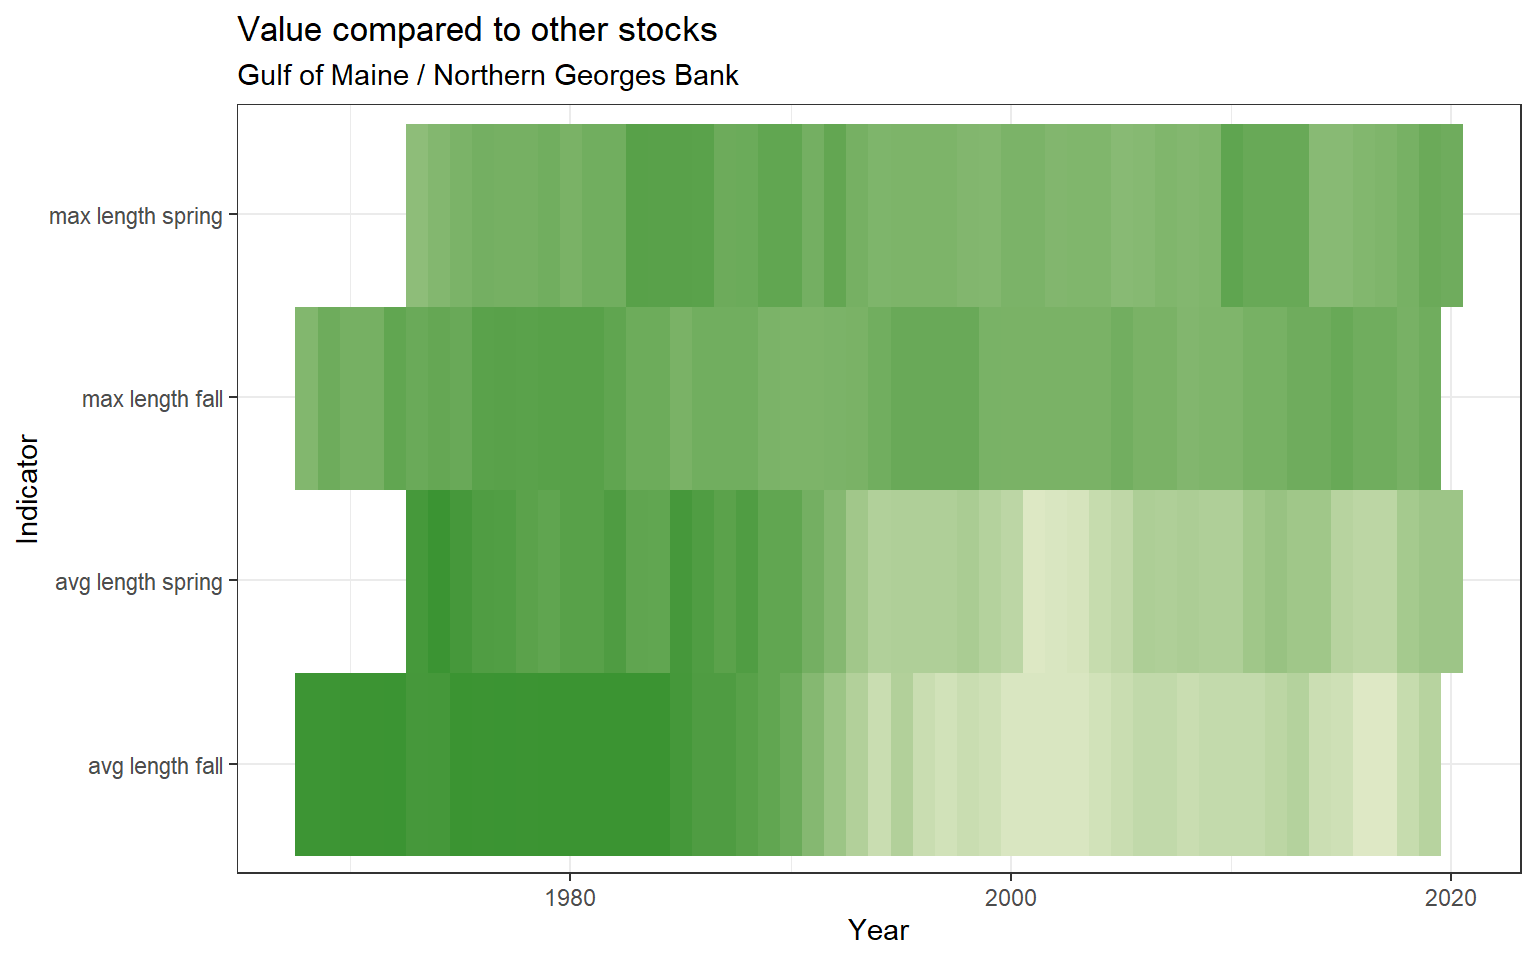 Value compared to other stocks
Gulf of Maine / Northern Georges Bank
max length spring
max length fall
avg length spring
avg length fall
Indicator
1980
2000
2020
Year